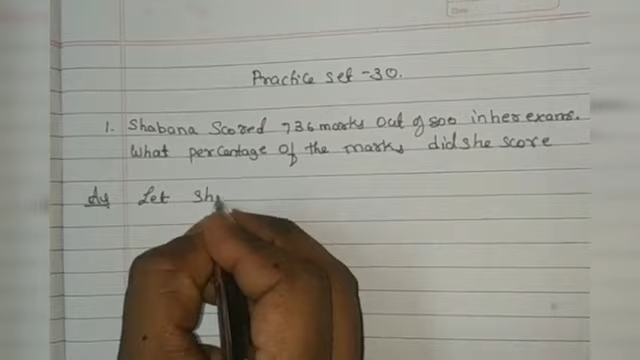 Practice set -30.
1. Shabana Scored 736 marks out of 800 in her exams.
What percentage of the marks did she score
Let Sh